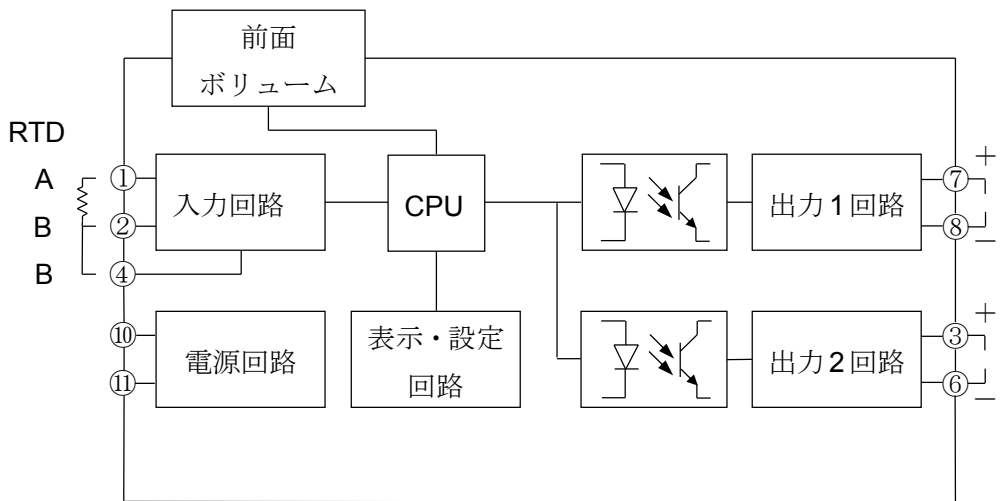 前面
ボリューム
RTD
A ①
入力回路
CPU
出力1回路
⑦ +
B ②
⑧ −
B ④
⑩
電源回路
⑪
表示・設定
回路
出力2回路
③ +
⑥ −